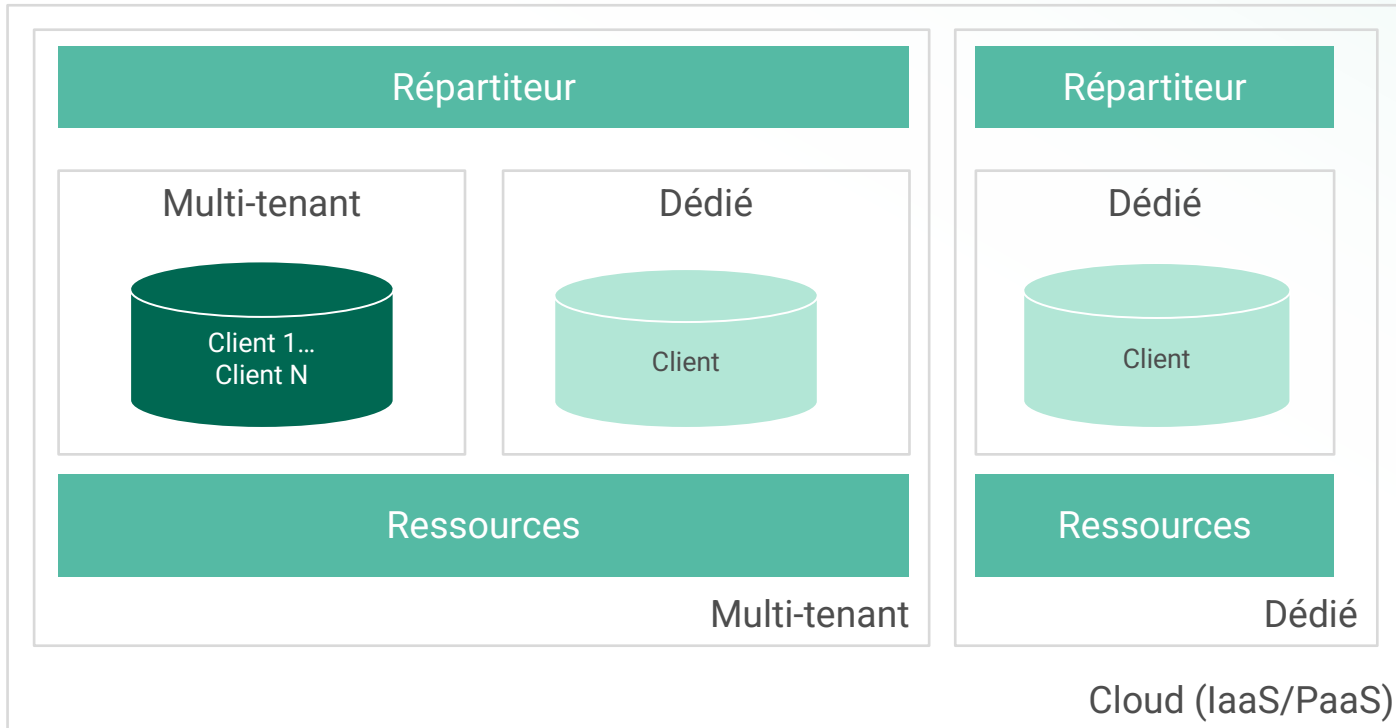 Répartiteur
Répartiteur
Multi-tenant
Dédié
Dédié
Client 1...
Client N
Client
Client
Ressources
Ressources
Multi-tenant
Dédié
Cloud (IaaS/PaaS)